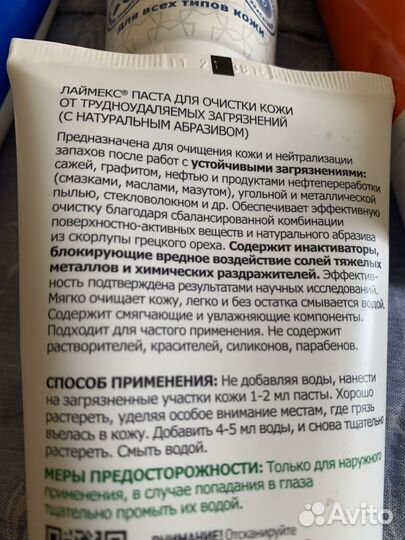 для всех типов кожи
ЛАЙМЕКС® ПАСТА ДЛЯ ОЧИСТКИ КОЖИ
ОТ ТРУДНОУДАЛЯЕМЫХ ЗАГРЯЗНЕНИЙ
(С НАТУРАЛЬНЫМ АБРАЗИВОМ)
Предназначена для очищения кожи и нейтрализации
запахов после работ с устойчивыми загрязнениями:
сажей, графитом, нефтью и продуктами нефтепереработки
(смазками, маслами, мазутом), угольной и металлической
пылью, стекловолокном и др. Обеспечивает эффективную
очистку благодаря сбалансированной комбинации
поверхностно-активных веществ и натурального абразива
из скорлупы грецкого ореха. Содержит инактиваторы,
блокирующие вредное воздействие солей тяжелых
металлов и химических раздражителей. Эффектив-
ность подтверждена результатами научных исследований.
Мягко очищает кожу, легко и без остатка смывается водой.
Содержит смягчающие и увлажняющие компоненты.
Подходит для частого применения. Не содержит
растворителей, красителей, силиконов, парабенов.
СПОСОБ ПРИМЕНЕНИЯ: Не добавляя воды, нанести
на загрязненные участки кожи 1-2 мл пасты. Хорошо
растереть, уделяя особое внимание местам, где грязь
въелась в кожу. Добавить 4-5 мл воды, и снова тщательно
растереть. Смыть водой.
МЕРЫ ПРЕДОСТОРОЖНОСТИ: Только для наружного
применения, в случае попадания в глаза
тщательно промыть их водой.
ВНИМАНИЕ! Отсканируйте
Avito